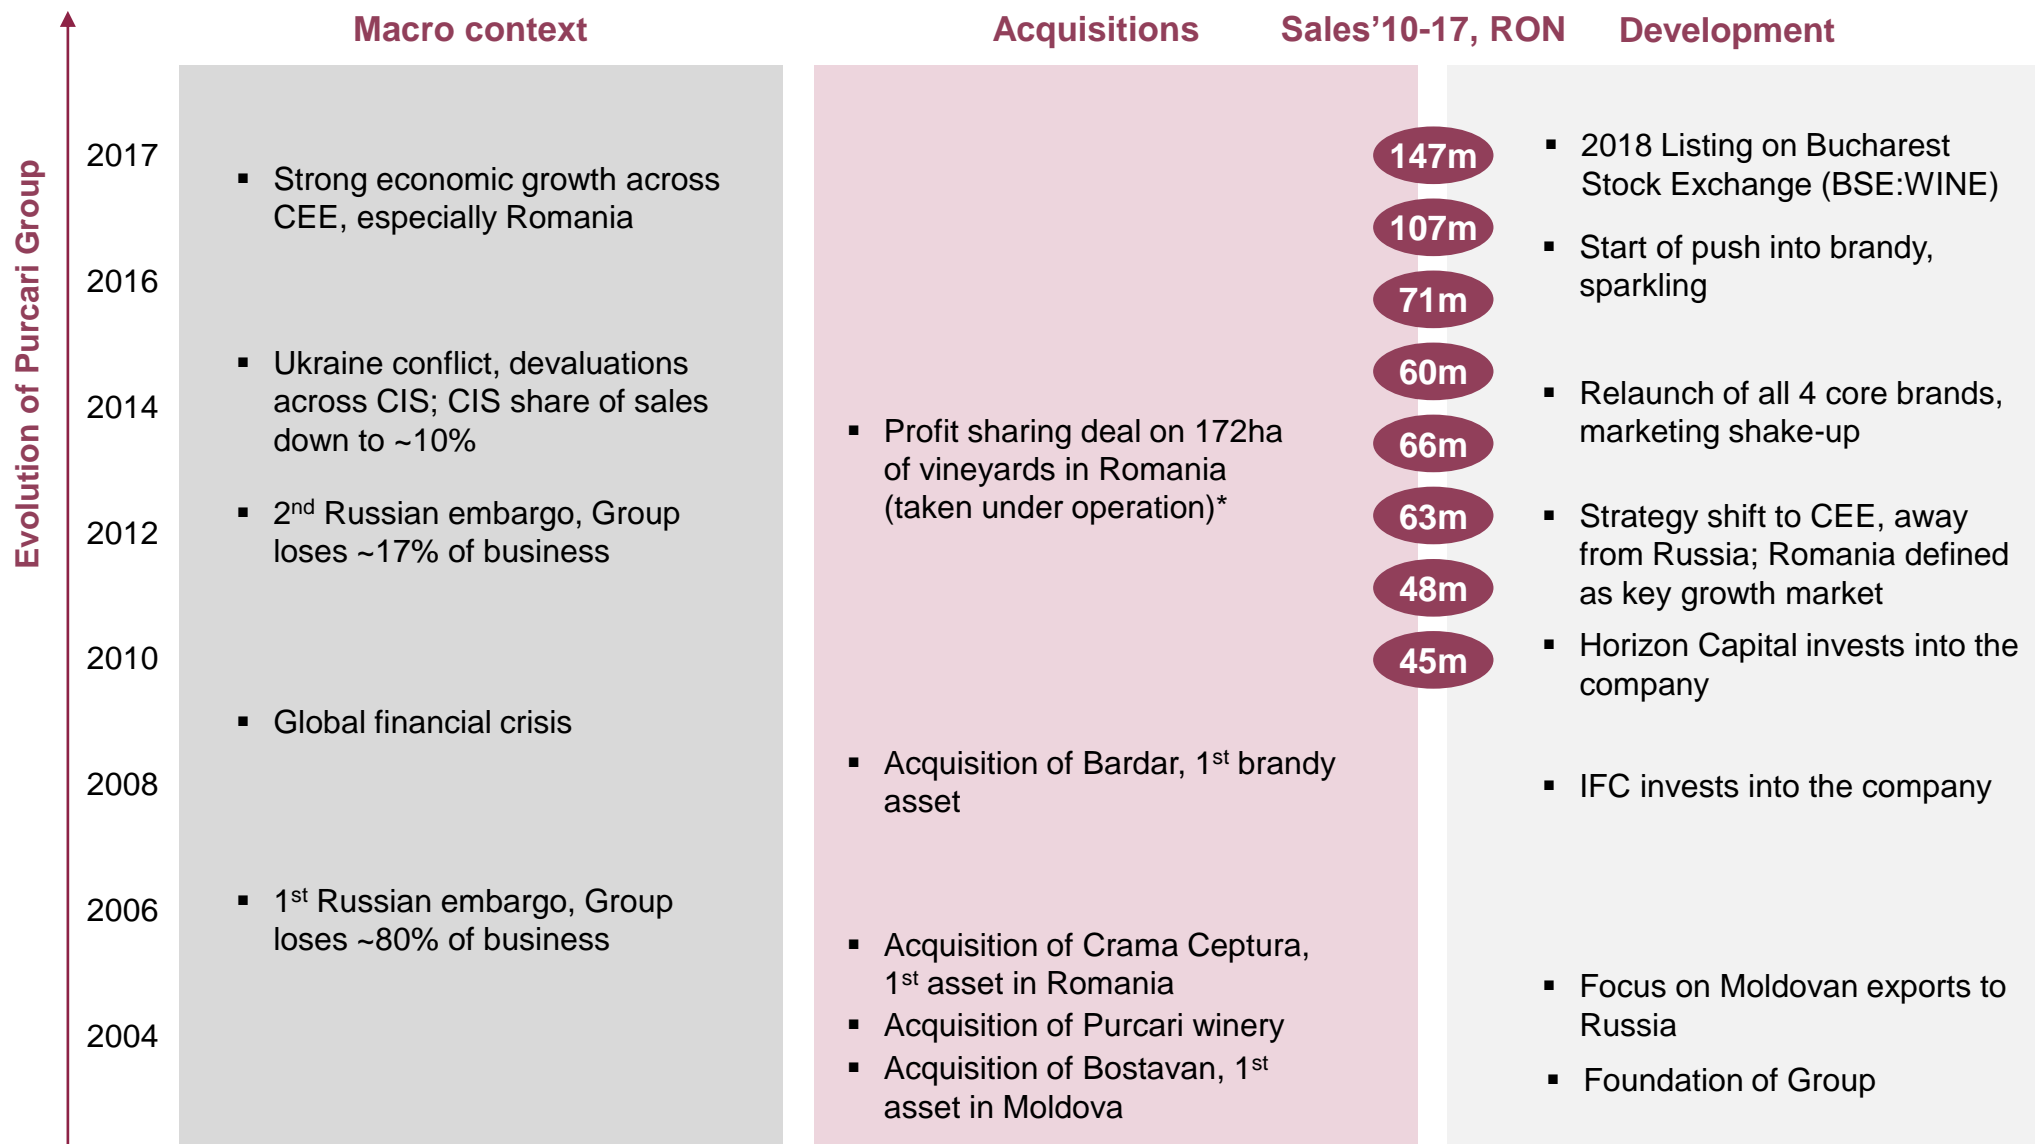 Macro context
Acquisitions
Sales’10-17, RON
Development
Evolution of Purcari Group
2017
2016
2014
2012
2010
2008
2006
2004
▪ Strong economic growth across
CEE, especially Romania
▪ Ukraine conflict, devaluations
across CIS; CIS share of sales
down to ~10%
▪ 2nd Russian embargo, Group
loses ~17% of business
▪ Global financial crisis
▪ 1st Russian embargo, Group
loses ~80% of business
▪ Profit sharing deal on 172ha
of vineyards in Romania
(taken under operation)*
▪ Acquisition of Bardar, 1st brandy
asset
▪ Acquisition of Crama Ceptura,
1st asset in Romania
▪ Acquisition of Purcari winery
▪ Acquisition of Bostavan, 1st
asset in Moldova
147m
107m
71m
60m
66m
63m
48m
45m
▪ 2018 Listing on Bucharest
Stock Exchange (BSE:WINE)
▪ Start of push into brandy,
sparkling
▪ Relaunch of all 4 core brands,
marketing shake-up
▪ Strategy shift to CEE, away
from Russia; Romania defined
as key growth market
▪ Horizon Capital invests into the
company
▪ IFC invests into the company
▪ Focus on Moldovan exports to
Russia
▪ Foundation of Group